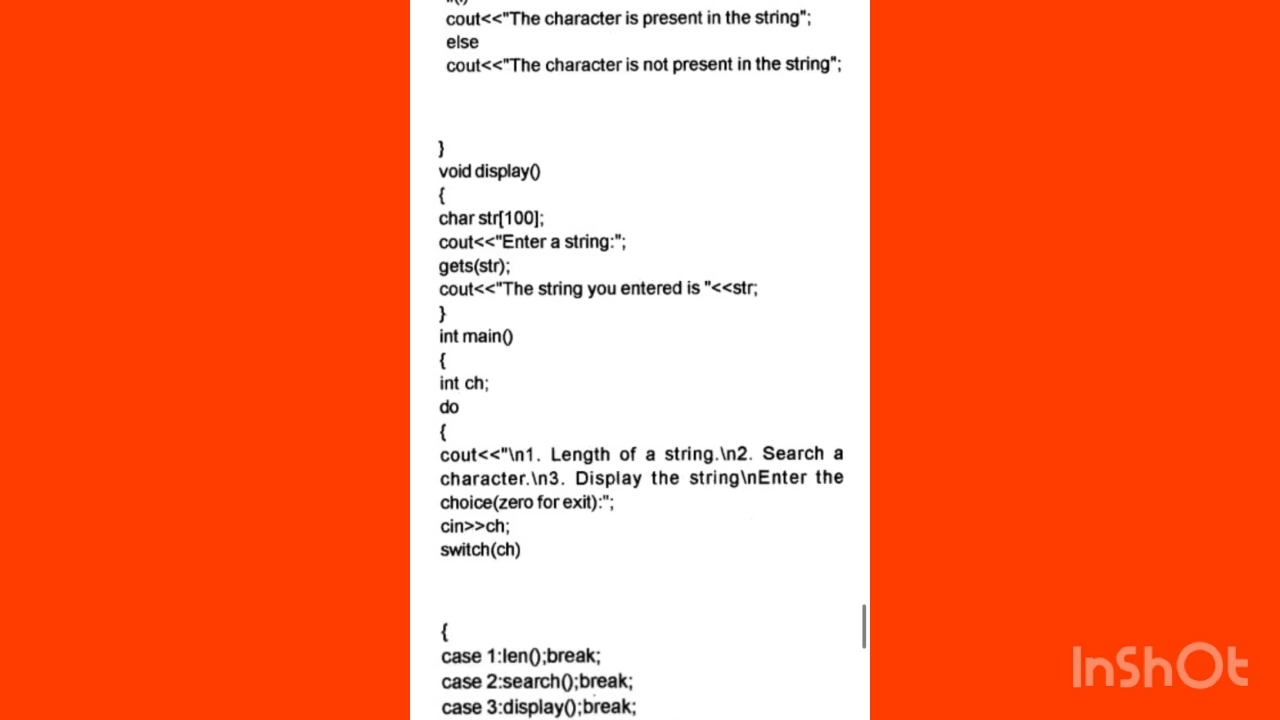 cout<<"The character is present in the string";
else
cout<<"The character is not present in the string";
}
void display()
{
char str[100];
cout<<"Enter a string:";
gets(str);
cout<<"The string you entered is "<<str;
}
int main()
{
int ch;
do
{
cout<<"\n1. Length of a string.\n2. Search a
character.\n3. Display the string\nEnter the
choice(zero for exit):";
cin>>ch;
switch(ch)
{
case 1:len();break;
case 2:search();break;
case 3:display();break;
InShOt